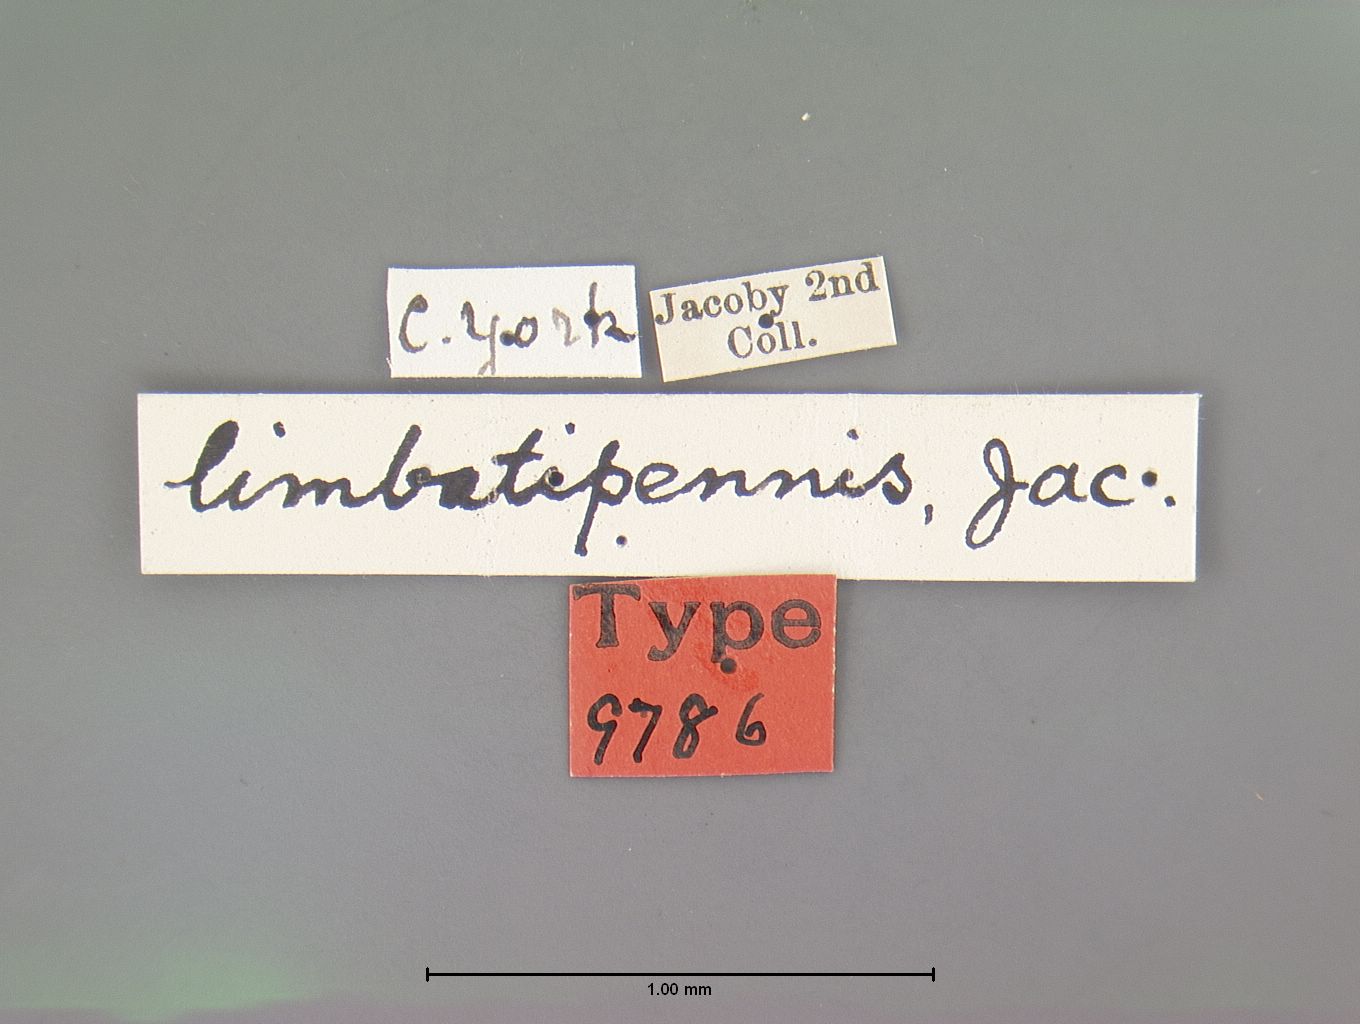 C. York
Jacoby 2nd
Coll.
limbatipennis, Jac.
Type
9786
1.00 mm